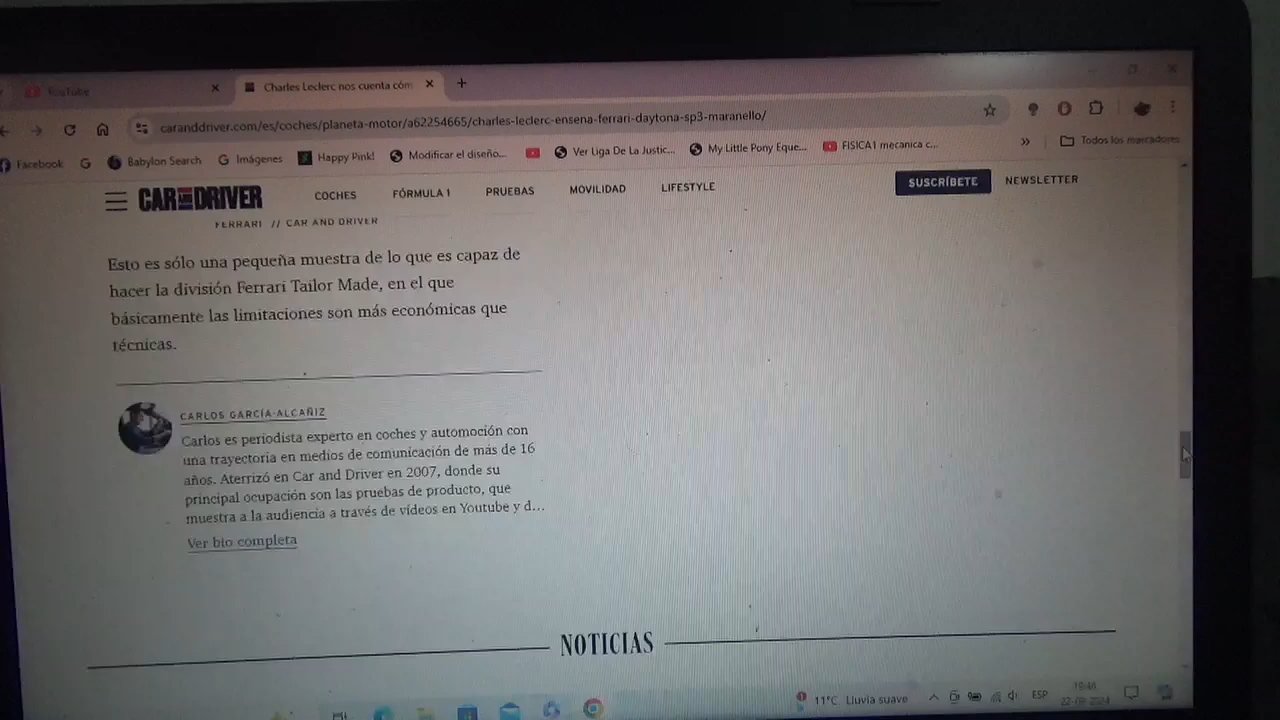 YouTube
Charles Leclerc nos cuenta cóm
caranddriver.com/es/coches/planeta-motor/a62254665/charles-leclerc-ensena-ferrari-daytona-sp3-maranello/
Facebook Babylon Search Imágenes Happy Pink! Modificar el diseño... Ver Liga De La Justic... My Little Pony Eque... FISICA1 mecanica c... » Todos los marcadores
CAR AND DRIVER COCHES FÓRMULA 1 PRUEBAS MOVILIDAD LIFESTYLE SUSCRÍBETE NEWSLETTER
FERRARI // CAR AND DRIVER
Esto es sólo una pequeña muestra de lo que es capaz de
hacer la división Ferrari Tailor Made, en el que
básicamente las limitaciones son más económicas que
técnicas.
CARLOS GARCÍA-ALCAÑIZ
Carlos es periodista experto en coches y automoción con
una trayectoria en medios de comunicación de más de 16
años. Aterrizó en Car and Driver en 2007, donde su
principal ocupación son las pruebas de producto, que
muestra a la audiencia a través de vídeos en Youtube y d...
Ver bio completa
NOTICIAS
11°C Lluvia suave ESP